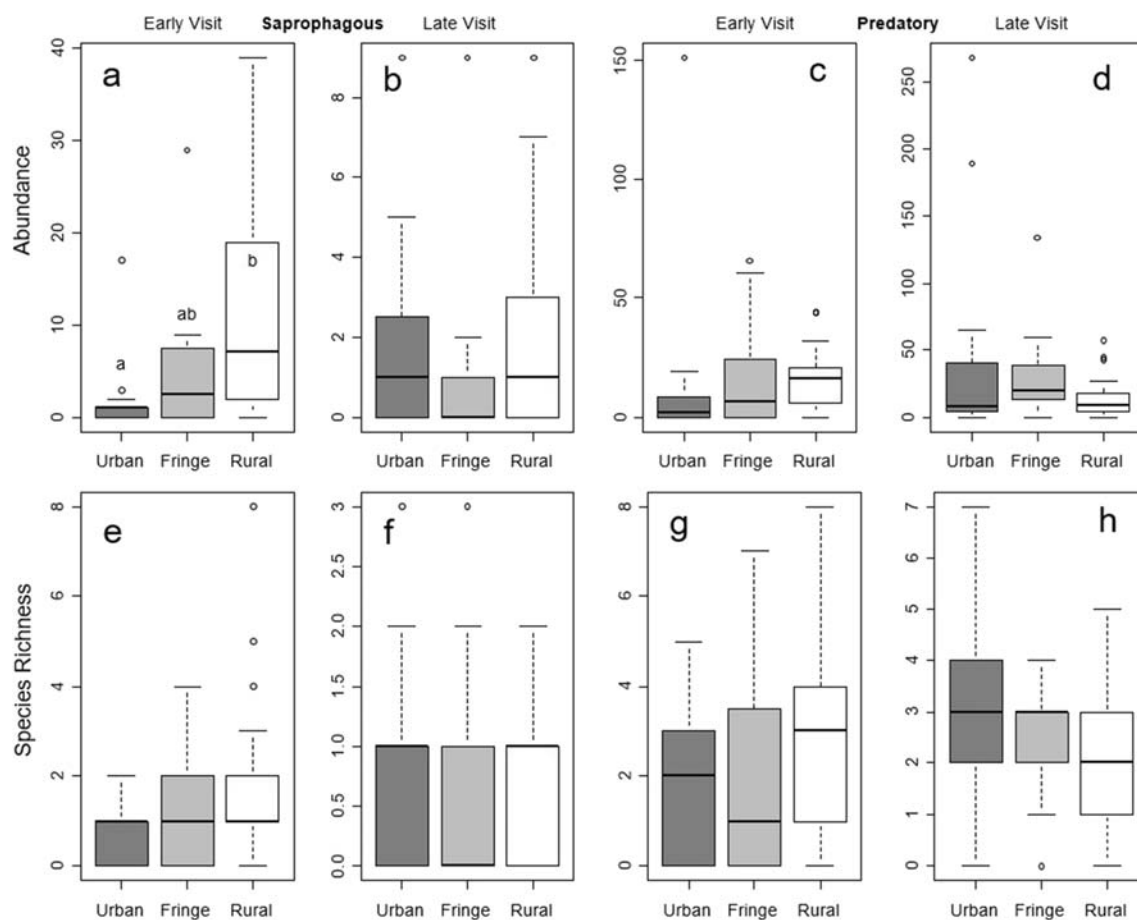 Early Visit Saprophagous Late Visit Early Visit Predatory Late Visit
Abundance
a
0 10 20 30 40
a ab b
Urban Fringe Rural
b
0 2 4 6 8
Urban Fringe Rural
c
0 50 100 150
Urban Fringe Rural
d
0 50 100 150 200 250
Urban Fringe Rural
Species Richness
e
0 2 4 6 8
Urban Fringe Rural
f
0.0 0.5 1.0 1.5 2.0 2.5 3
Urban Fringe Rural
g
0 2 4 6 8
Urban Fringe Rural
h
0 1 2 3 4 5 6 7
Urban Fringe Rural